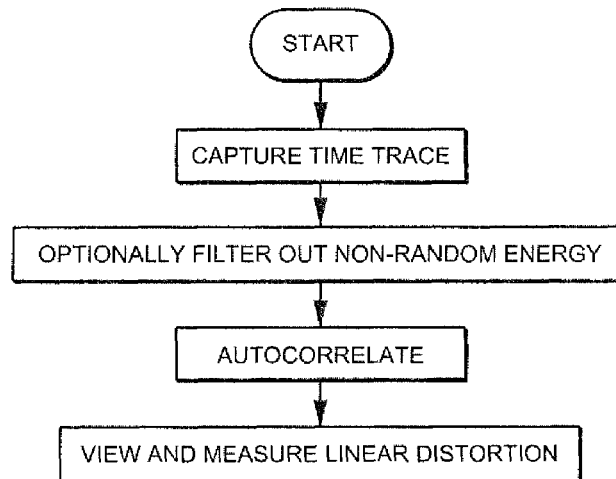 START
CAPTURE TIME TRACE
OPTIONALLY FILTER OUT NON-RANDOM ENERGY
AUTOCORRELATE
VIEW AND MEASURE LINEAR DISTORTION